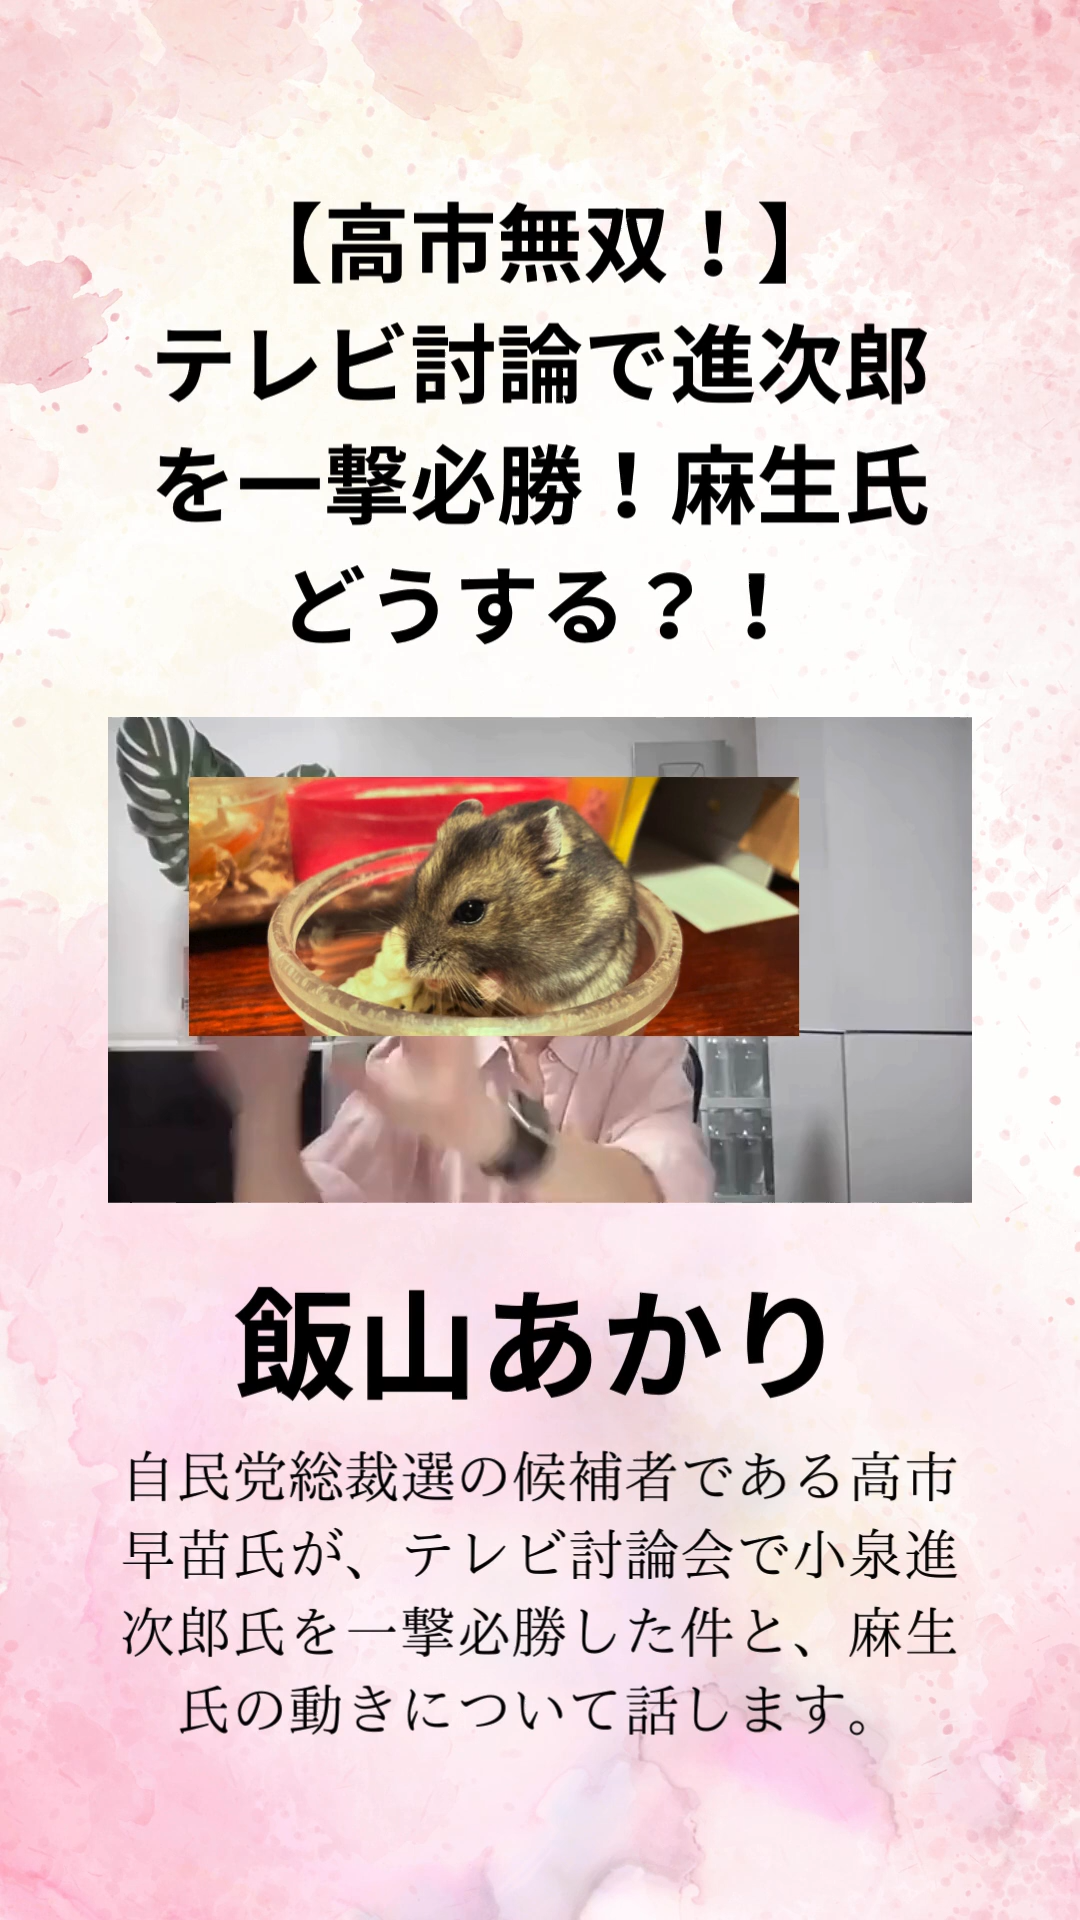 【高市無双！】
テレビ討論で進次郎
を一撃必勝！麻生氏
どうする？！
飯山あかり
自民党総裁選の候補者である高市
早苗氏が、テレビ討論会で小泉進
次郎氏を一撃必勝した件と、麻生
氏の動きについて話します。